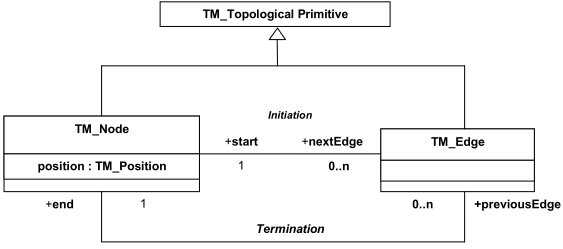 TM_Topological Primitive
Initiation
TM_Node
+start
+nextEdge
TM_Edge
position : TM_Position
1
0..n
+end
1
0..n
+previousEdge
Termination